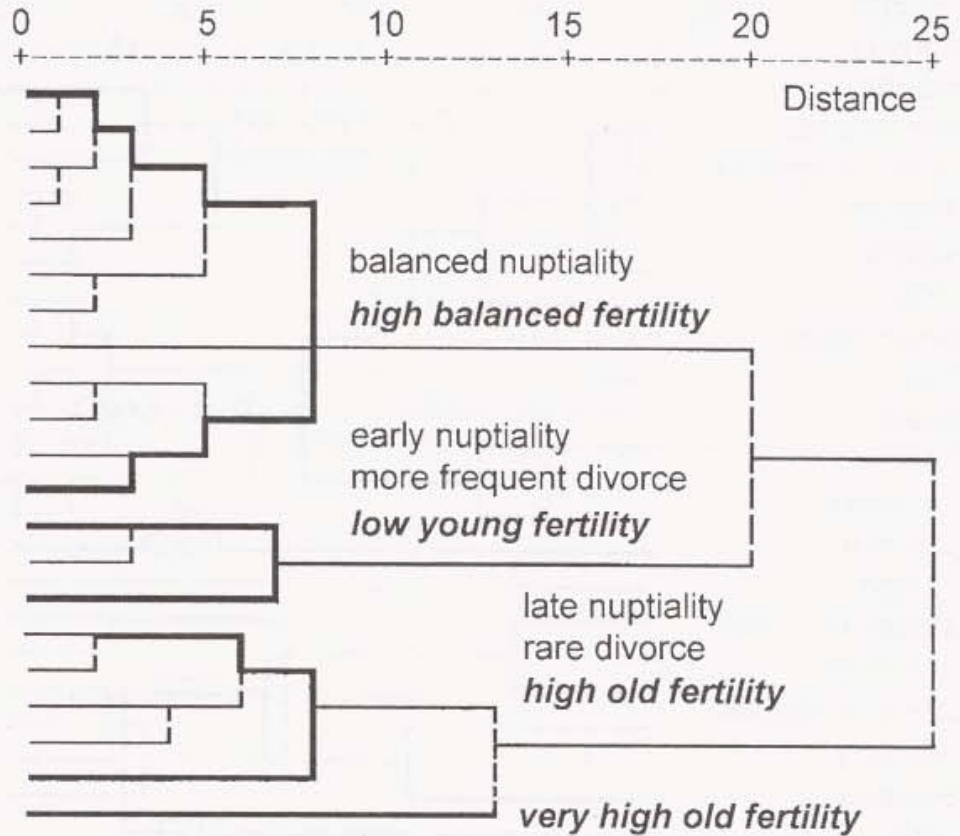 0 5 10 15 20 25
Distance
balanced nuptiality
high balanced fertility
early nuptiality
more frequent divorce
low young fertility
late nuptiality
rare divorce
high old fertility
very high old fertility